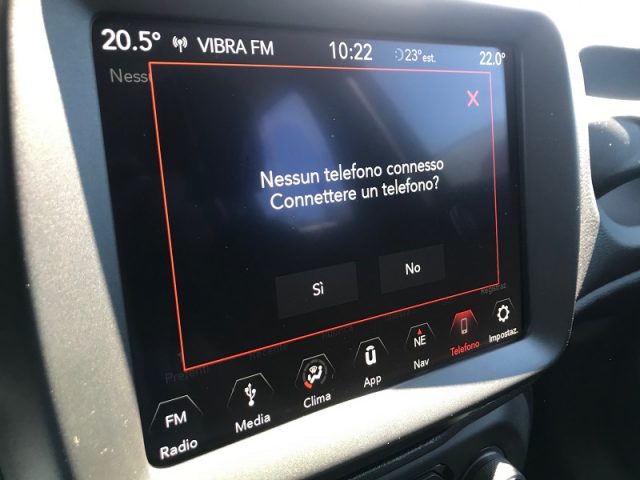 20.5° VIBRA FM 10:22 23°est. 22.0°
Nessu
Nessun telefono connesso
Connettere un telefono?
Sì No
FM
Radio
Media
Clima
App
NE
Nav
Telefono
Impostaz.